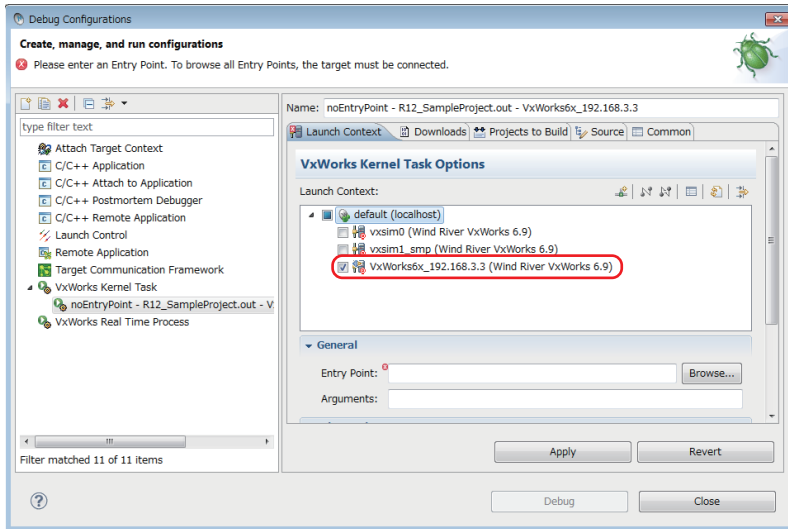 Debug Configurations
Create, manage, and run configurations
Please enter an Entry Point. To browse all Entry Points, the target must be connected.
type filter text
Attach Target Context
C/C++ Application
C/C++ Attach to Application
C/C++ Postmortem Debugger
C/C++ Remote Application
Launch Control
Remote Application
Target Communication Framework
VxWorks Kernel Task
noEntryPoint - R12_SampleProject.out - V
VxWorks Real Time Process
Filter matched 11 of 11 items
Name: noEntryPoint - R12_SampleProject.out - VxWorks6x_192.168.3.3
Launch Context Downloads Projects to Build Source Common
VxWorks Kernel Task Options
Launch Context:
default (localhost)
vxsim0 (Wind River VxWorks 6.9)
vxsim1_smp (Wind River VxWorks 6.9)
VxWorks6x_192.168.3.3 (Wind River VxWorks 6.9)
General
Entry Point: Browse...
Arguments:
Apply Revert
Debug Close